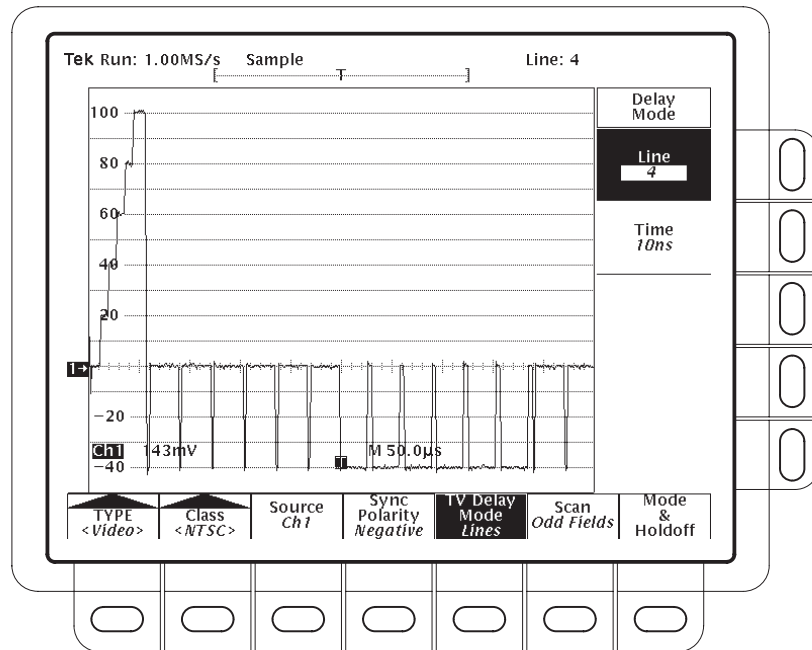 Tek Run: 1.00MS/s Sample Line: 4
T
Delay
Mode
Line
4
Time
10ns
100
80
60
40
20
1→
−20
−40
Ch1 143mV M 50.0µs
T
TYPE
<Video>
Class
<NTSC>
Source
Ch1
Sync
Polarity
Negative
TV Delay
Mode
Lines
Scan
Odd Fields
Mode
&
Holdoff